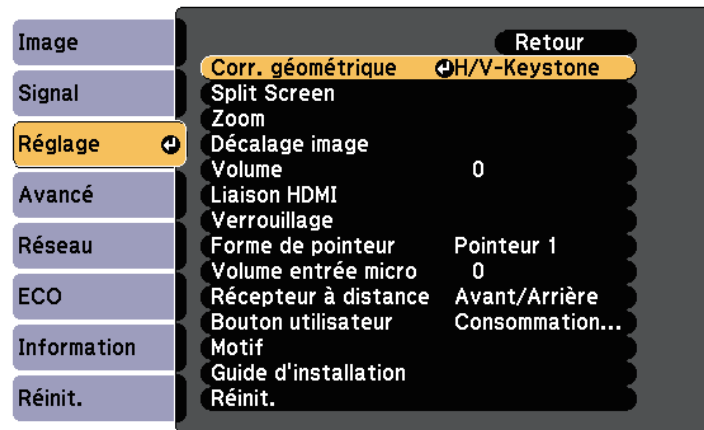 Image
Signal
Réglage
Avancé
Réseau
ECO
Information
Réinit.
Retour
Corr. géométrique H/V-Keystone
Split Screen
Zoom
Décalage image
Volume 0
Liaison HDMI
Verrouillage
Forme de pointeur Pointeur 1
Volume entrée micro 0
Récepteur à distance Avant/Arrière
Bouton utilisateur Consommation...
Motif
Guide d'installation
Réinit.